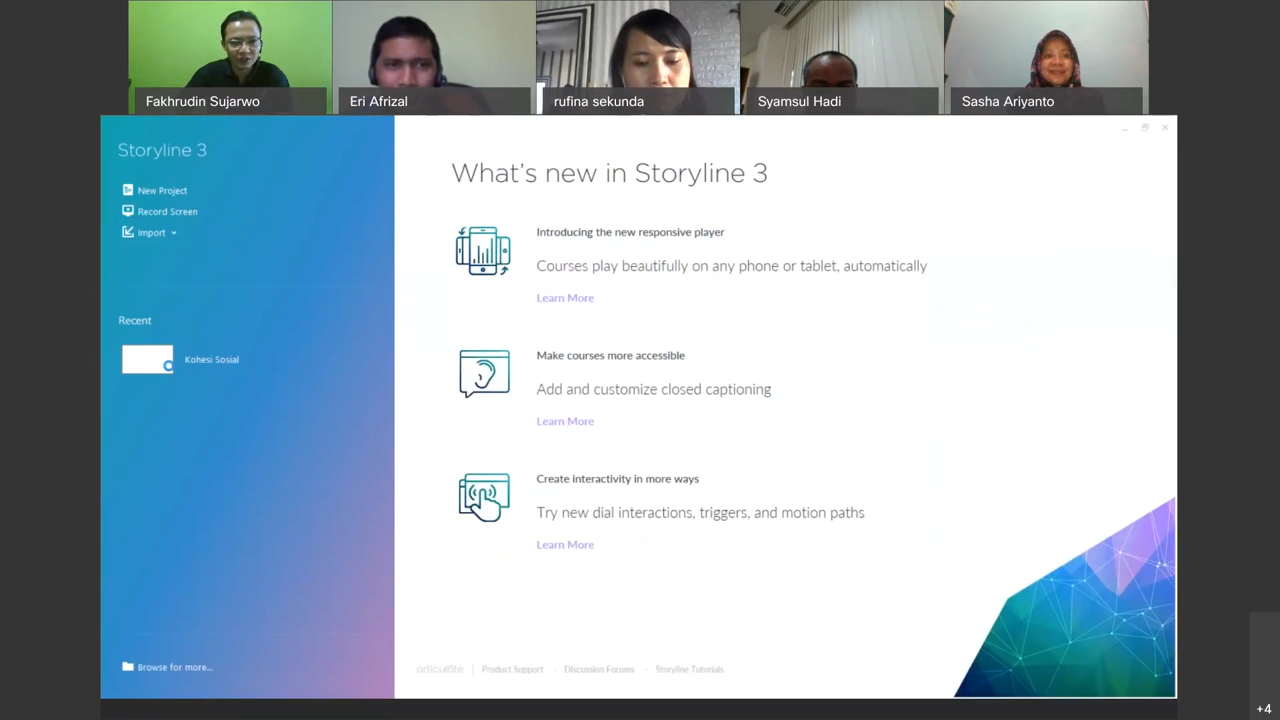 Fakhrudin Sujarwo
Eri Afrizal
rufina sekunda
Syamsul Hadi
Sasha Ariyanto
Storyline 3
New Project
Record Screen
Import
Recent
Kohesi Sosial
Browse for more...
What's new in Storyline 3
Introducing the new responsive player
Courses play beautifully on any phone or tablet, automatically
Learn More
Make courses more accessible
Add and customize closed captioning
Learn More
Create interactivity in more ways
Try new dial interactions, triggers, and motion paths
Learn More
articulate Product Support · Discussion Forums · Storyline Tutorials
+4